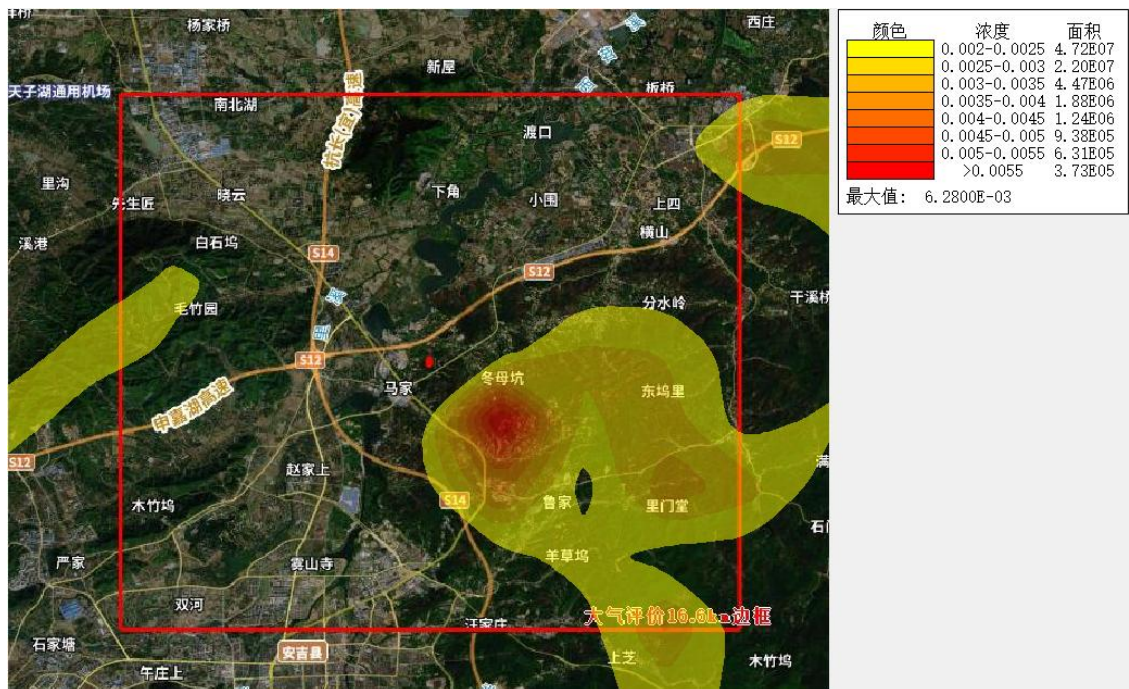 杨家桥
西庄
新屋
天子湖通用机场
板桥
南北湖
杭长(宜)高速
渡口
S12
里沟
晓云
下角
小围
上四
先生匠
溪港
白石坞
横山
S14
S12
毛竹园
分水岭
干溪桥
里
溪
S12
马家
冬母坑
东坞里
申嘉湖高速
S12
赵家上
满
木竹坞
S14
鲁家
里门堂
石门
羊草坞
严家
雾山寺
双河
大气评价16.6km边框
汪家庄
石家塘
安吉县
上芝
木竹坞
午庄上
颜色 浓度 面积
0.002-0.0025 4.72E07
0.0025-0.003 2.20E07
0.003-0.0035 4.47E06
0.0035-0.004 1.88E06
0.004-0.0045 1.24E06
0.0045-0.005 9.38E05
0.005-0.0055 6.31E05
>0.0055 3.73E05
最大值: 6.2800E-03